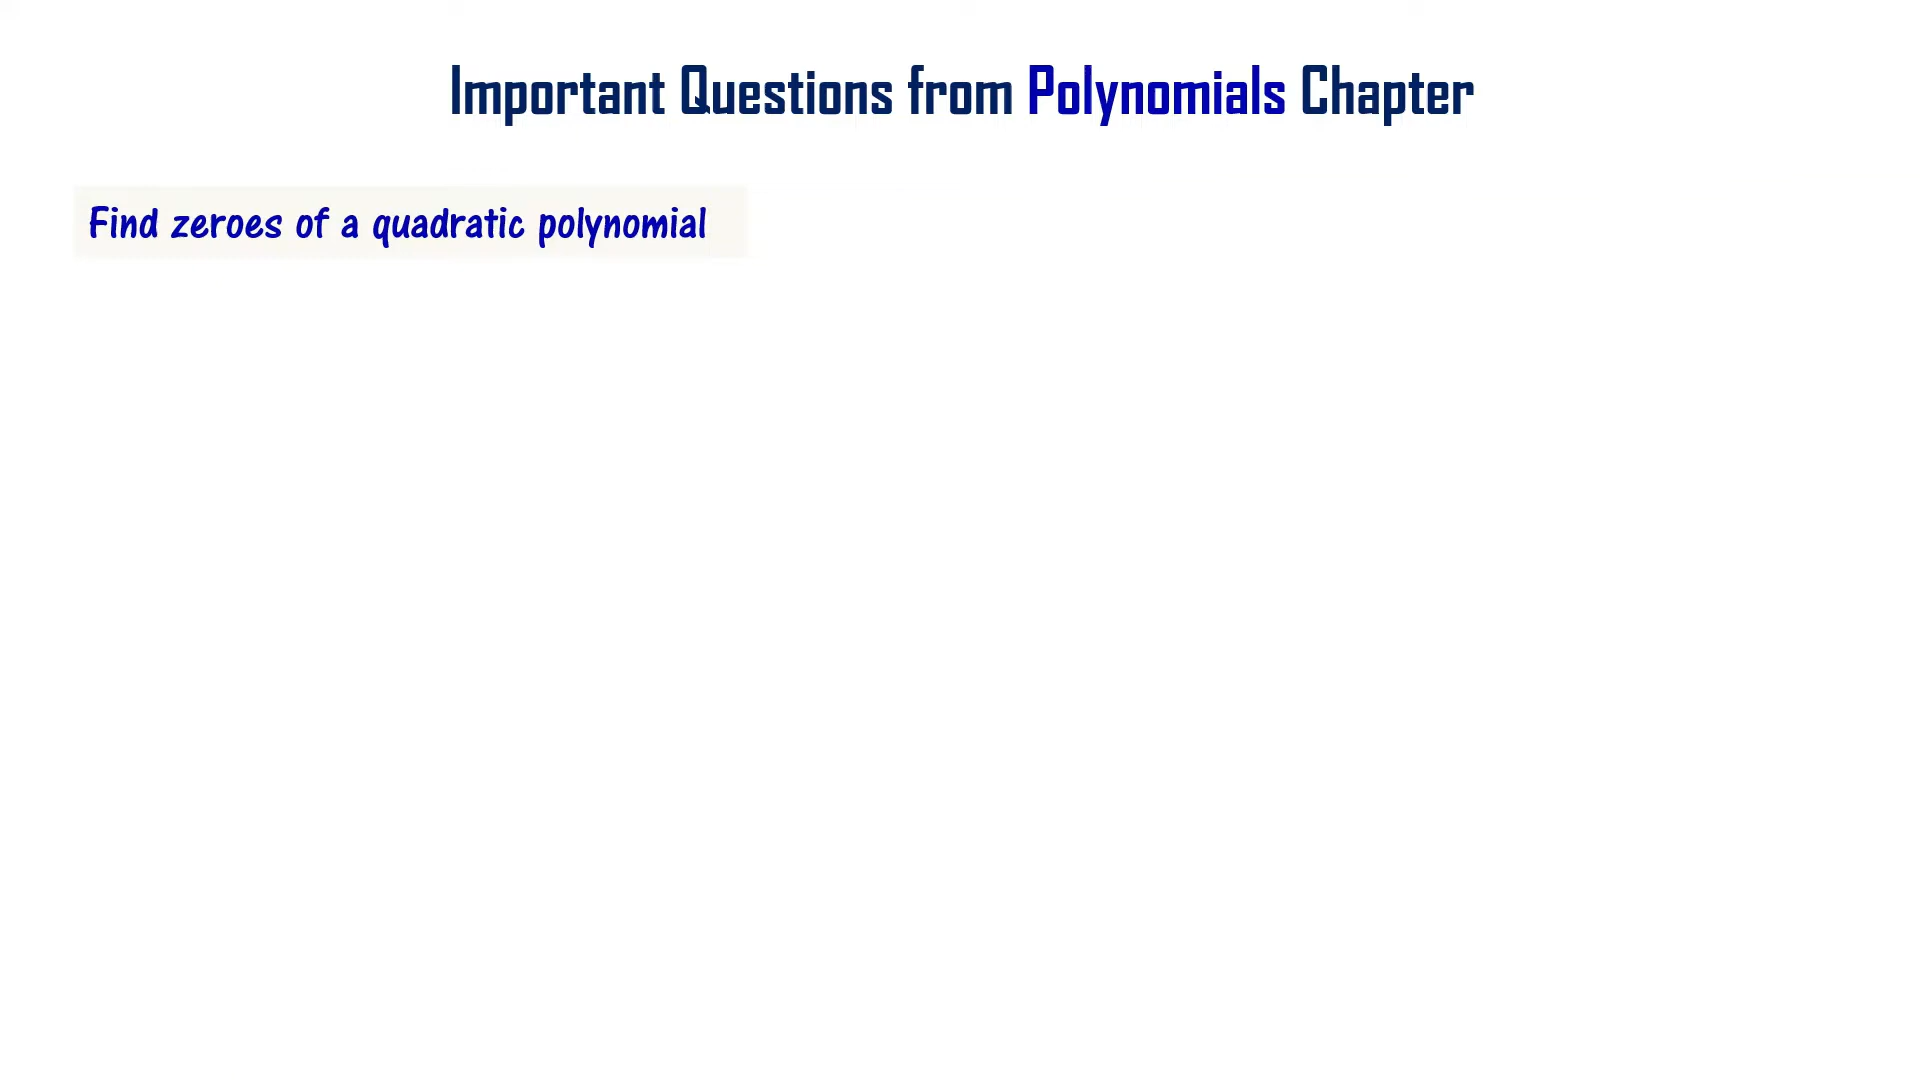 Important Questions from Polynomials Chapter
Find zeroes of a quadratic polynomial